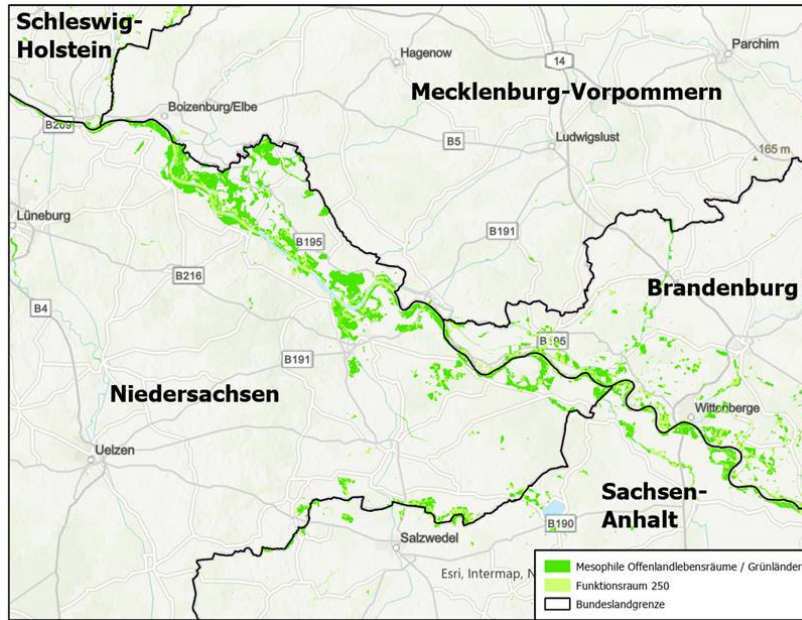 Schleswig-
Holstein
Hagenow
Parchim
14
Mecklenburg-Vorpommern
Boizenburg/Elbe
B209
B5
Ludwigslust
165 m
Lüneburg
B195
B191
B216
Brandenburg
B4
B195
B191
Niedersachsen
Wittenberge
Uelzen
Sachsen-
Anhalt
B190
Salzwedel
Esri, Intermap, N
Mesophile Offenlandlebensräume / Grünländer
Funktionsraum 250
Bundeslandgrenze